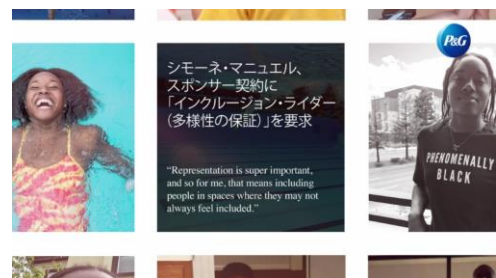 シモーネ・マニュエル、
スポンサー契約に
「インクルージョン・ライダー
（多様性の保証）」を要求
“Representation is super important,
and so for me, that means including
people in spaces where they may not
always feel included.”
P&G
PHENOMENALLY
BLACK